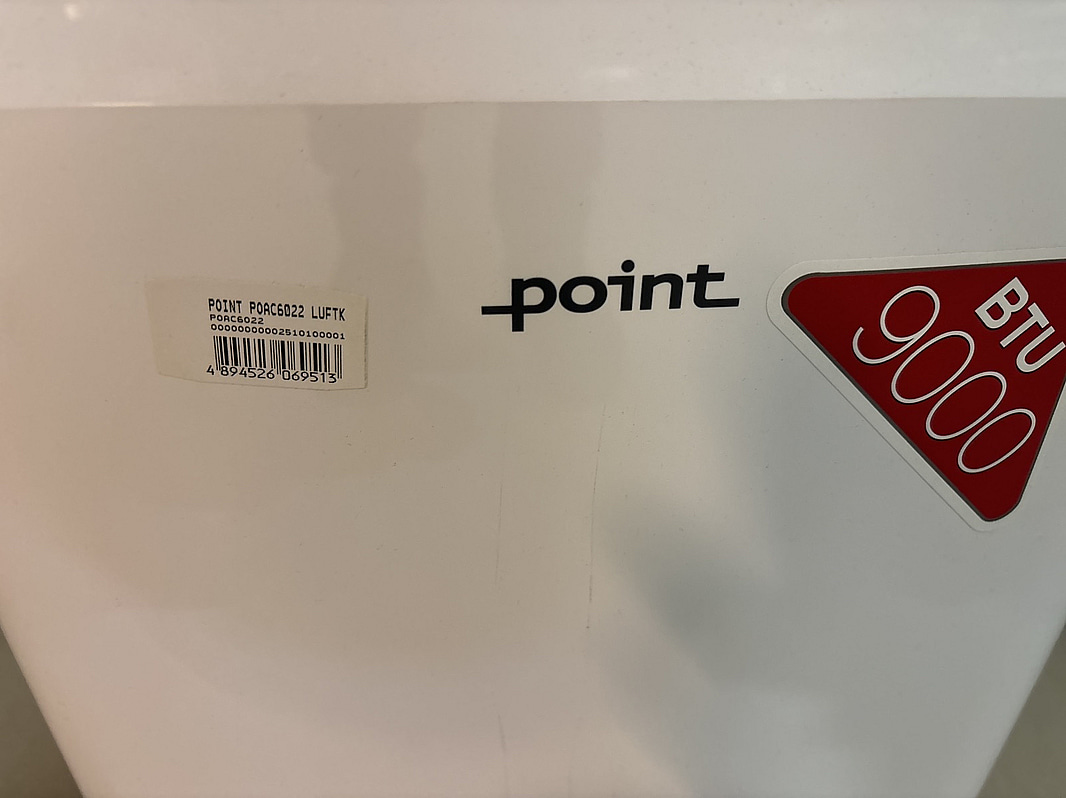 POINT POAC6022 LUFTK
POAC6022
00000000002510100001
4 894526 069513
point
BTU
9000